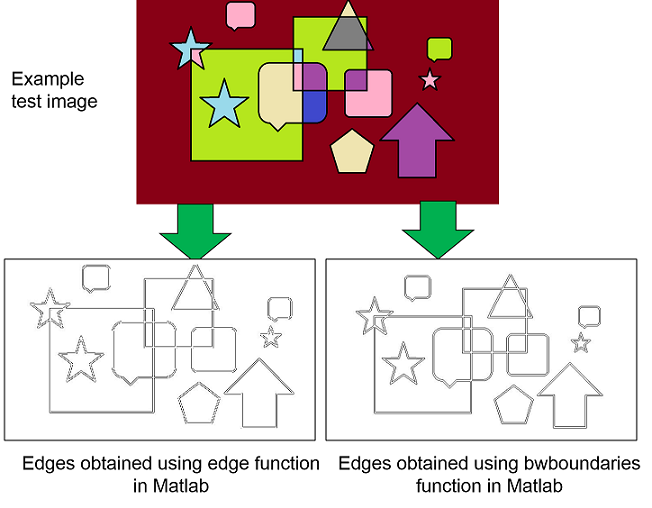 Example
test image
Edges obtained using edge function
in Matlab
Edges obtained using bwboundaries
function in Matlab